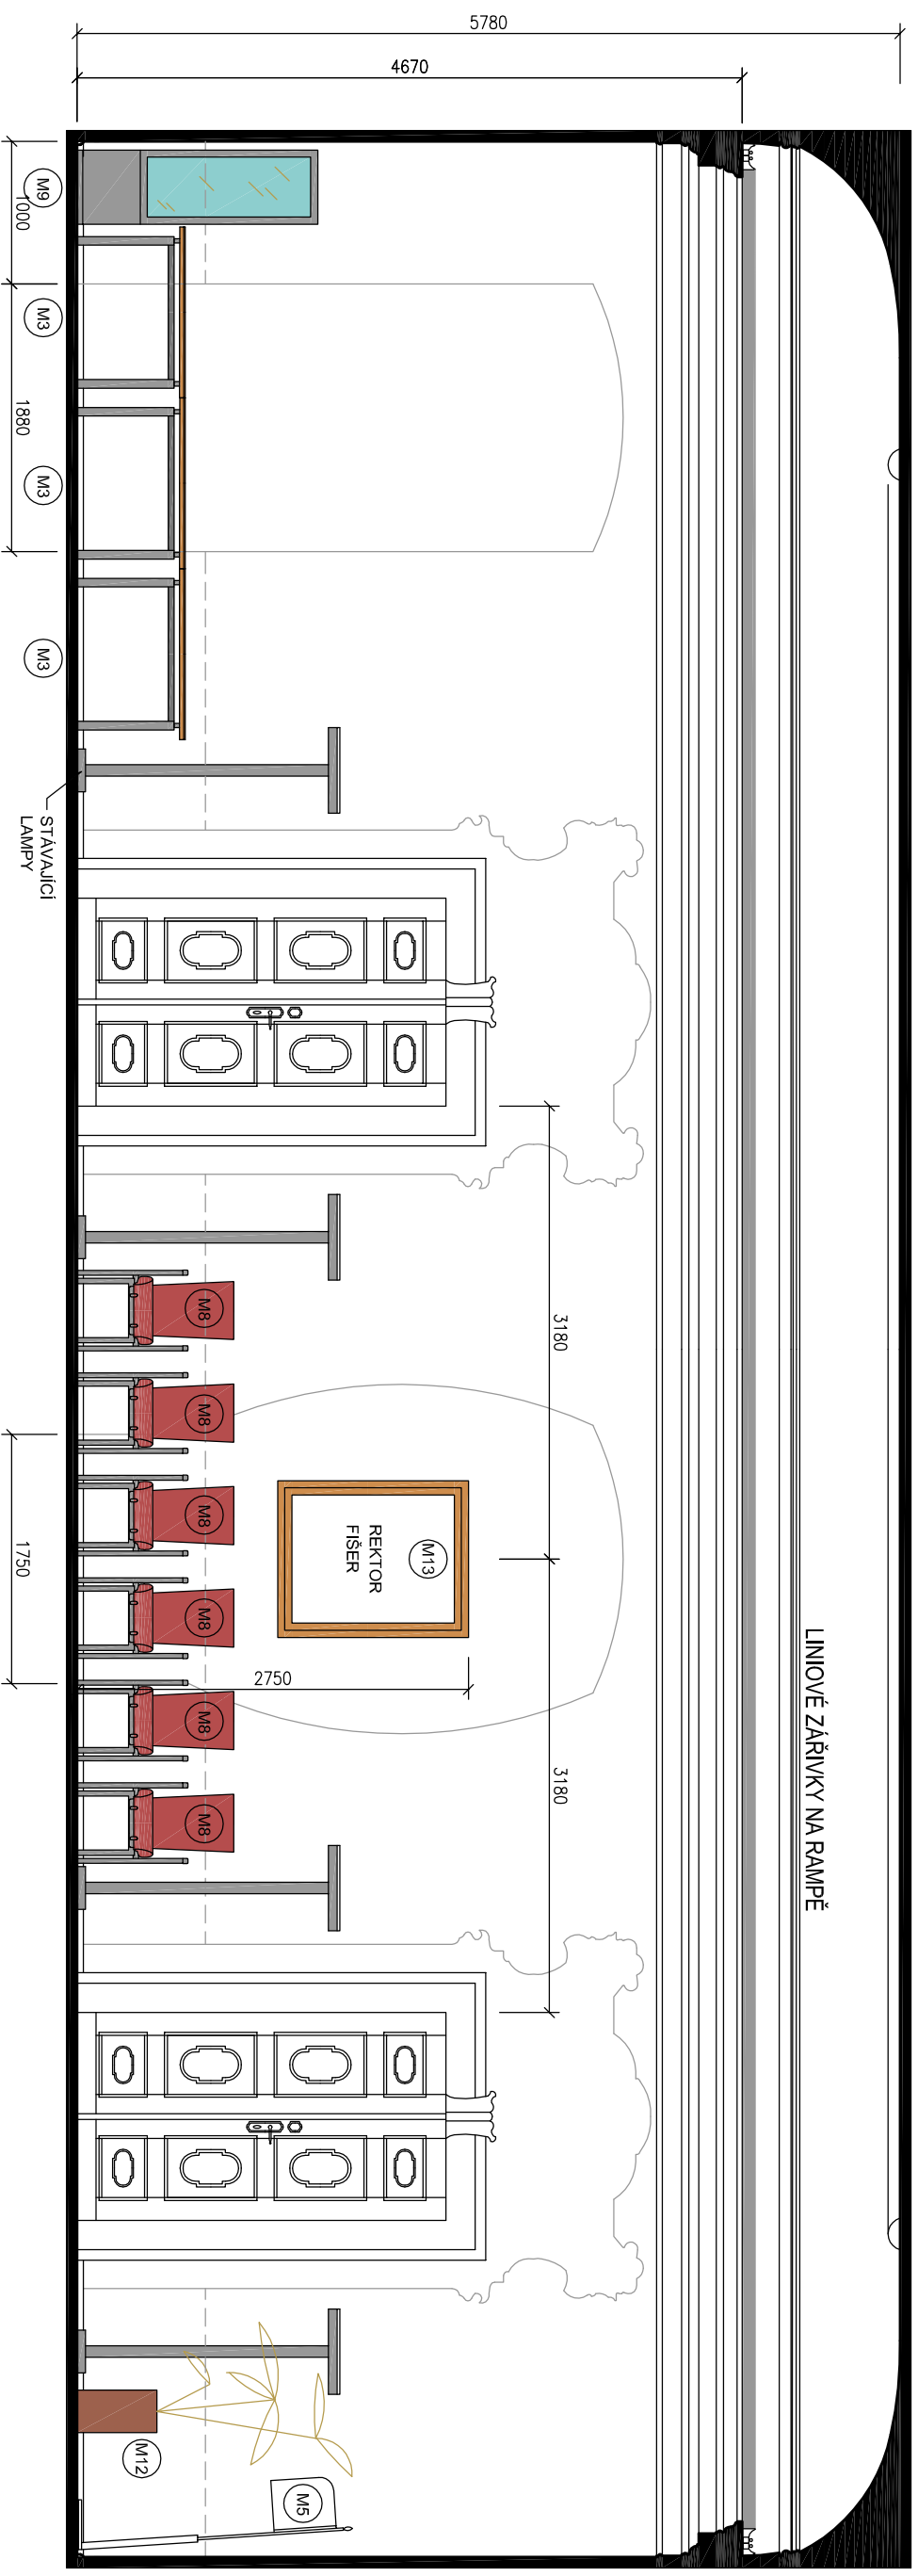 5780
4670
LINIOVÉ ZÁŘIVKY NA RAMPĚ
3180
3180
M13
REKTOR
FIŠER
2750
M8
M8
M8
M8
M8
M8
M5
M12
STÁVAJÍCÍ
LAMPY
M9
M3
M3
M3
1000
1880
1750